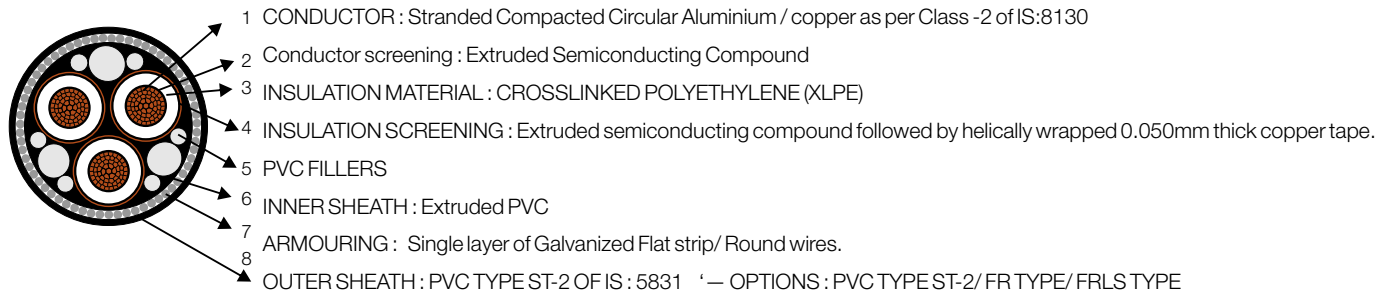 1 CONDUCTOR : Stranded Compacted Circular Aluminium / copper as per Class -2 of IS:8130
2 Conductor screening : Extruded Semiconducting Compound
3 INSULATION MATERIAL : CROSSLINKED POLYETHYLENE (XLPE)
4 INSULATION SCREENING : Extruded semiconducting compound followed by helically wrapped 0.050mm thick copper tape.
5 PVC FILLERS
6 INNER SHEATH : Extruded PVC
7 ARMOURING : Single layer of Galvanized Flat strip/ Round wires.
8 OUTER SHEATH : PVC TYPE ST-2 OF IS : 5831 ‘— OPTIONS : PVC TYPE ST-2/ FR TYPE/ FRLS TYPE